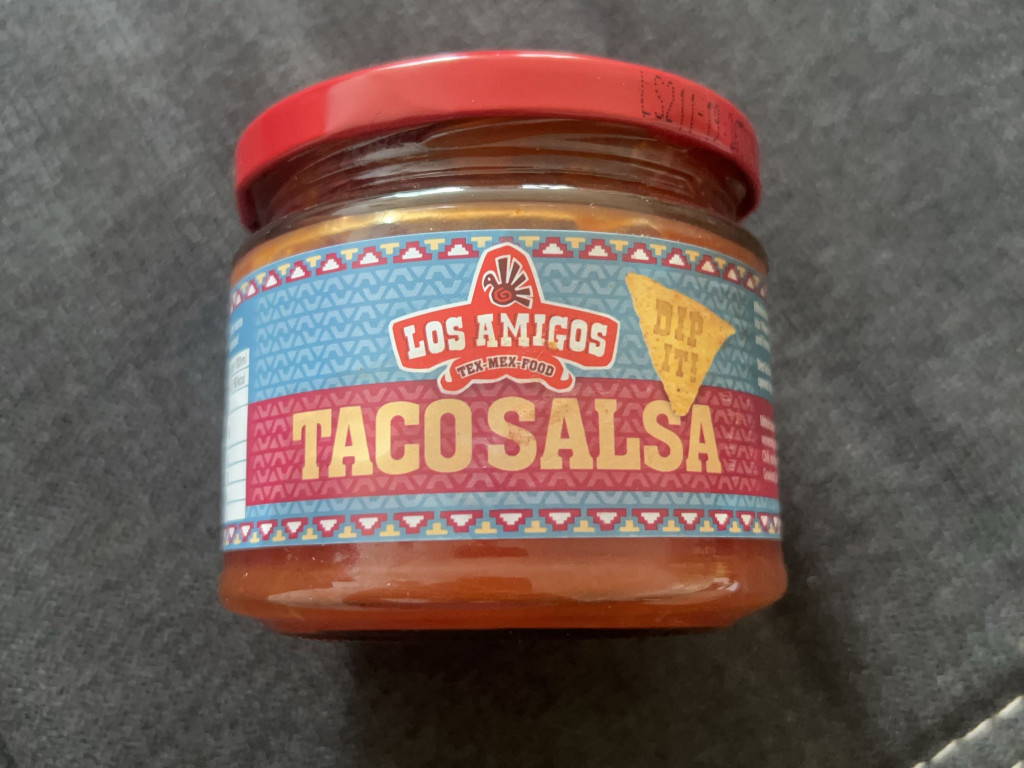 LOS AMIGOS
TEX-MEX-FOOD
DIP
IT!
TACO SALSA